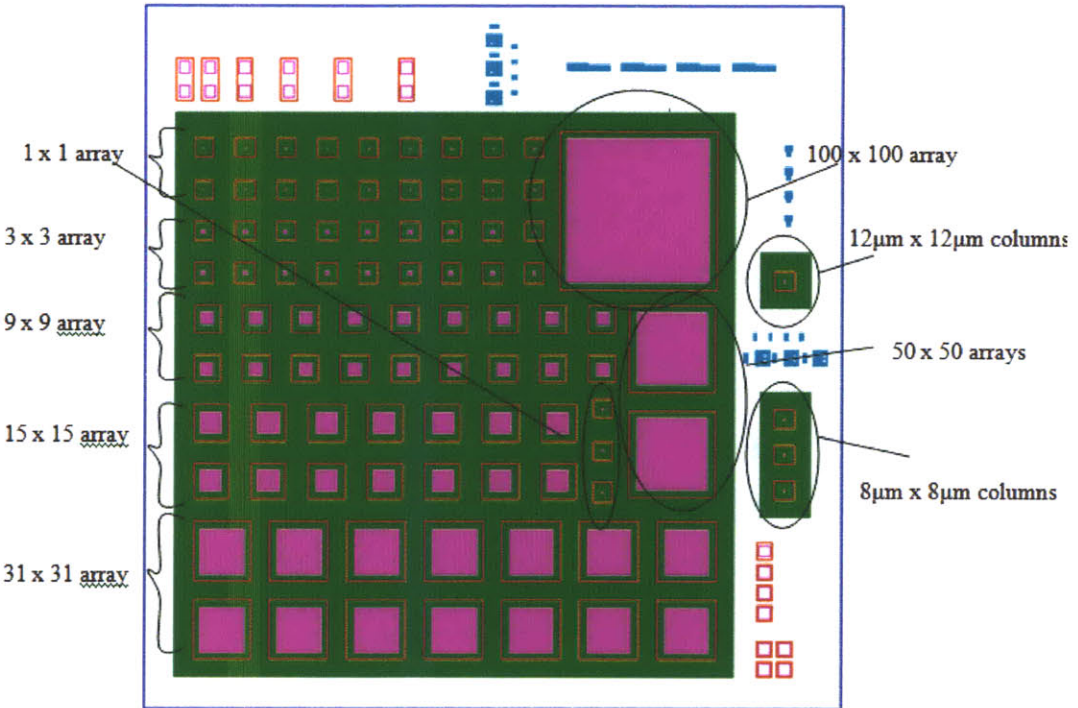 1 x 1 array
100 x 100 array
3 x 3 array
12μm x 12μm columns
9 x 9 array
50 x 50 arrays
15 x 15 array
8μm x 8μm columns
31 x 31 array